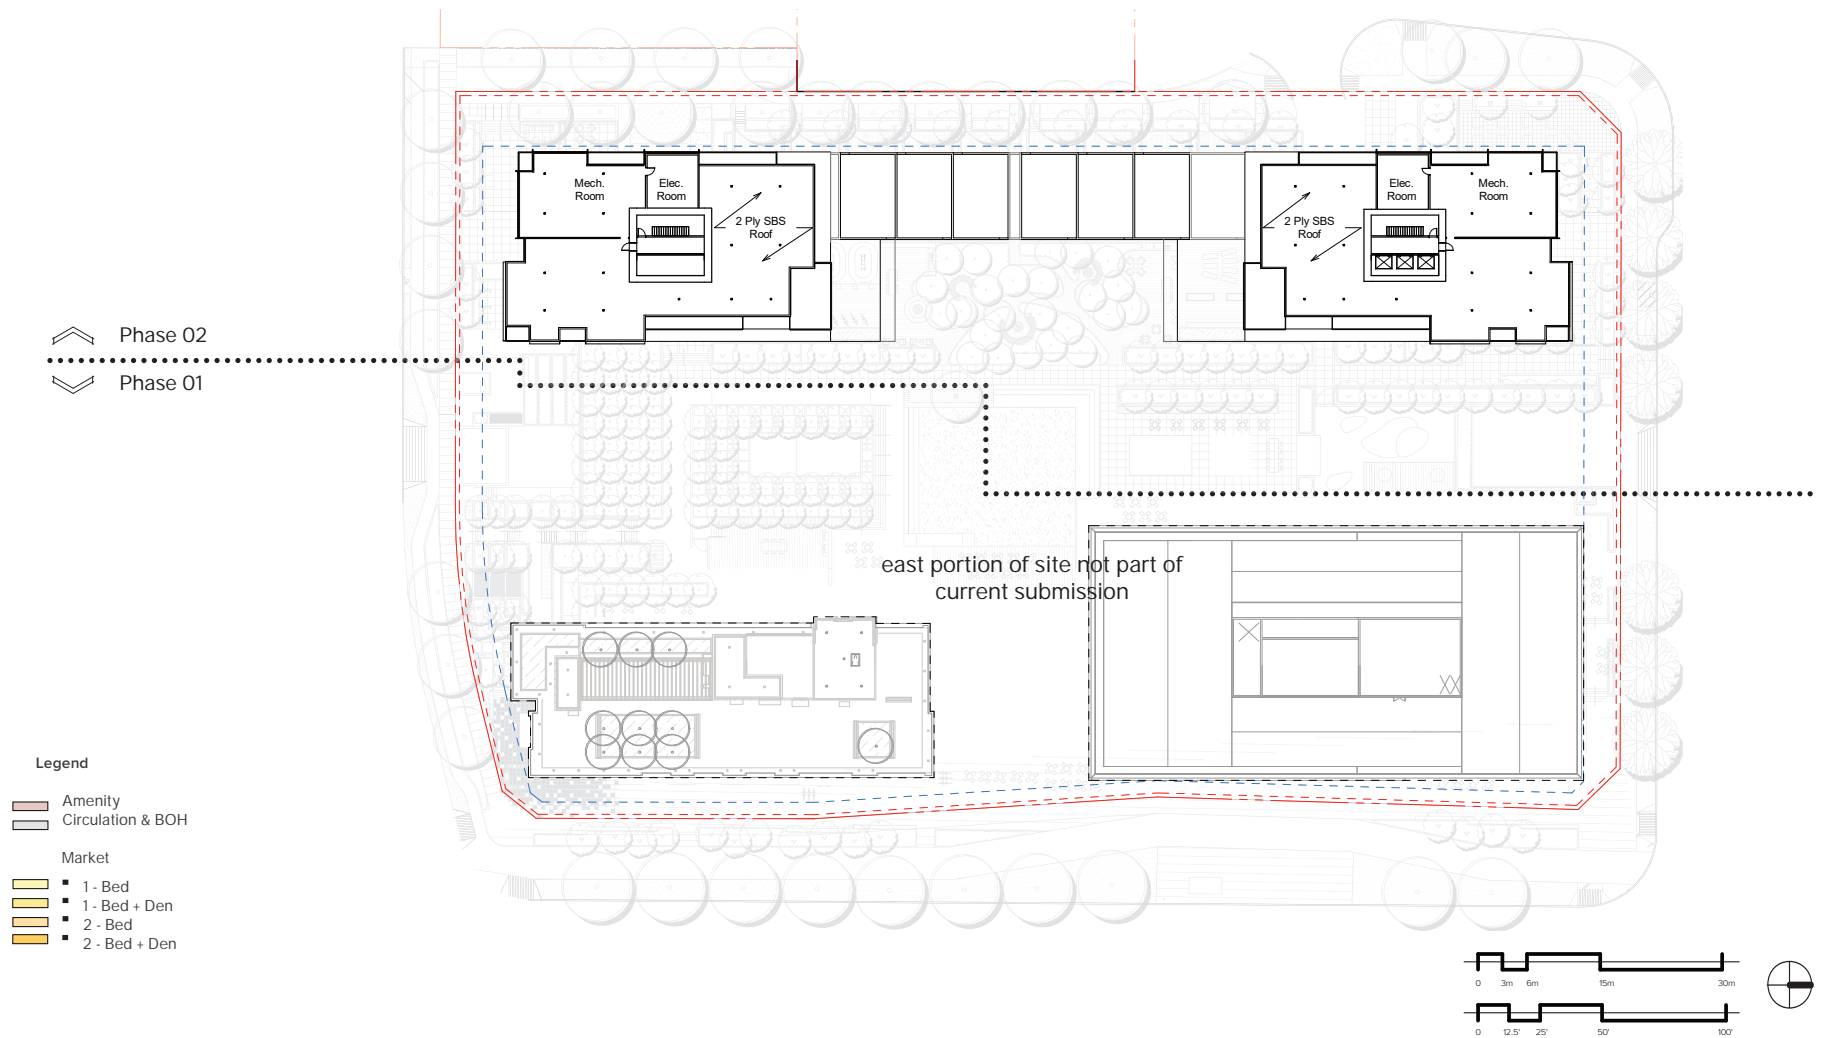 Mech.
Room
Elec.
Room
2 Ply SBS
Roof
2 Ply SBS
Roof
Elec.
Room
Mech.
Room
Phase 02
Phase 01
east portion of site not part of
current submission
Legend
Amenity
Circulation & BOH
Market
1 - Bed
1 - Bed + Den
2 - Bed
2 - Bed + Den
0 3m 6m 15m 30m
0 12.5' 25' 50' 100'